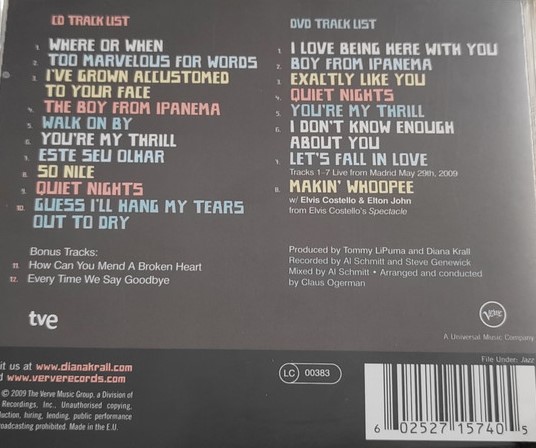 CD TRACK LIST
1. WHERE OR WHEN
2. TOO MARVELOUS FOR WORDS
3. I'VE GROWN ACCUSTOMED
TO YOUR FACE
4. THE BOY FROM IPANEMA
5. WALK ON BY
6. YOU'RE MY THRILL
7. ESTE SEU OLHAR
8. SO NICE
9. QUIET NIGHTS
10. GUESS I'LL HANG MY TEARS
OUT TO DRY
Bonus Tracks:
11. How Can You Mend A Broken Heart
12. Every Time We Say Goodbye
tve
DVD TRACK LIST
1. I LOVE BEING HERE WITH YOU
2. BOY FROM IPANEMA
3. EXACTLY LIKE YOU
4. QUIET NIGHTS
5. YOU'RE MY THRILL
6. I DON'T KNOW ENOUGH
ABOUT YOU
7. LET'S FALL IN LOVE
Tracks 1-7 Live from Madrid May 29th, 2009
8. MAKIN' WHOOPEE
w/ Elvis Costello & Elton John
from Elvis Costello's Spectacle
Produced by Tommy LiPuma and Diana Krall
Recorded by Al Schmitt and Steve Genewick
Mixed by Al Schmitt • Arranged and conducted
by Claus Ogerman
VERVE
A Universal Music Company
File Under: Jazz
it us at www.dianakrall.com
d www.ververecords.com
© 2009 The Verve Music Group, a Division of
Recordings, Inc. Unauthorised copying,
uction, hiring, lending, public performance
oadcasting prohibited. Made in the E.U.
LC 00383
6 02527 15740 5